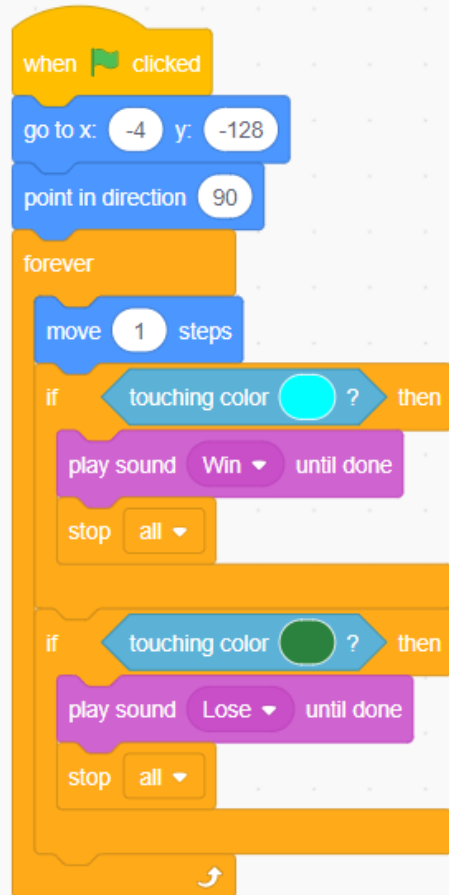 when clicked
go to x: -4 y: -128
point in direction 90
forever
move 1 steps
if touching color ? then
play sound Win until done
stop all
if touching color ? then
play sound Lose until done
stop all